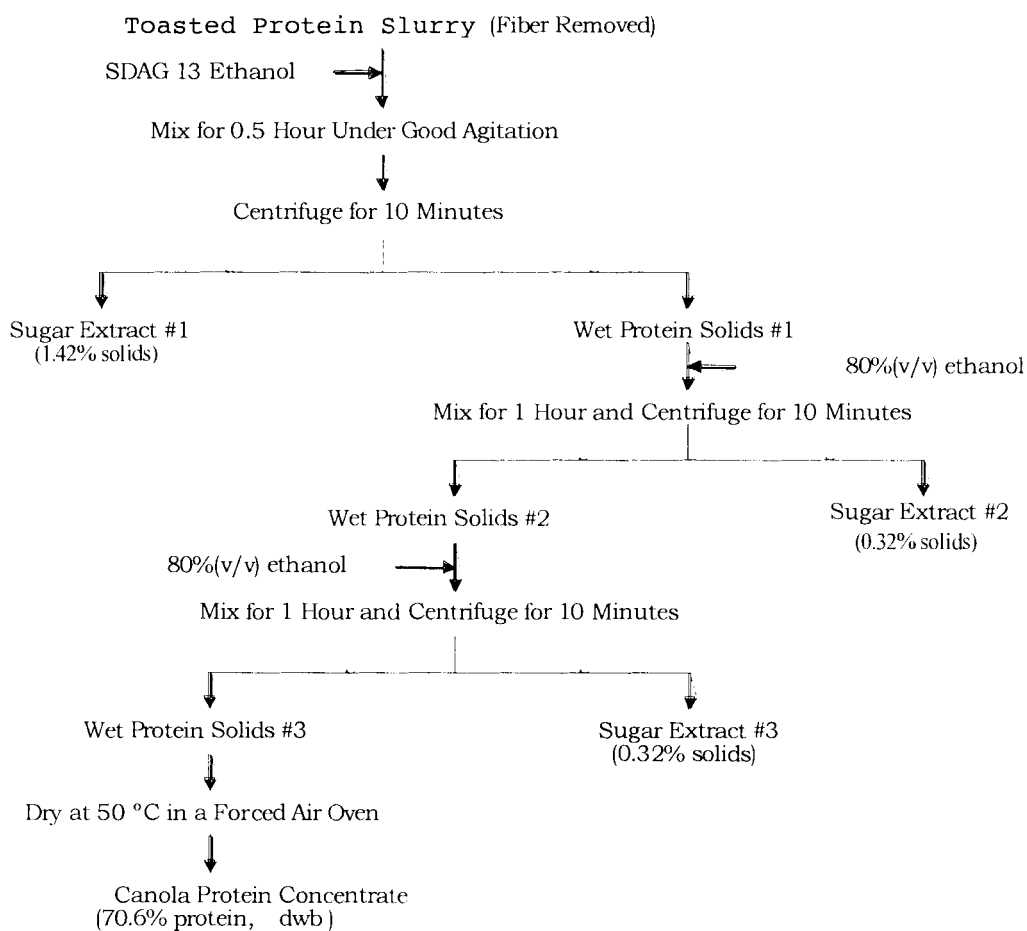 Toasted Protein Slurry (Fiber Removed)
SDAG 13 Ethanol
Mix for 0.5 Hour Under Good Agitation
Centrifuge for 10 Minutes
Sugar Extract #1
(1.42% solids)
Wet Protein Solids #1
80%(v/v) ethanol
Mix for 1 Hour and Centrifuge for 10 Minutes
Wet Protein Solids #2
Sugar Extract #2
(0.32% solids)
80%(v/v) ethanol
Mix for 1 Hour and Centrifuge for 10 Minutes
Wet Protein Solids #3
Sugar Extract #3
(0.32% solids)
Dry at 50 °C in a Forced Air Oven
Canola Protein Concentrate
(70.6% protein, dwb)